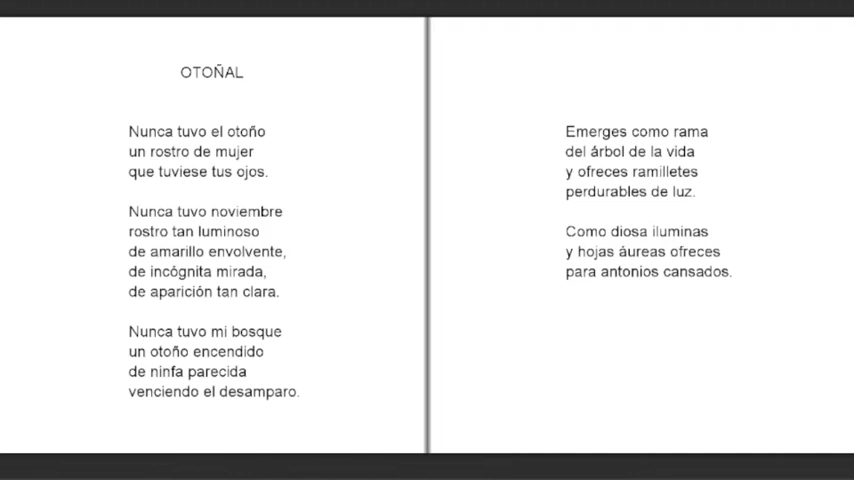 OTOÑAL
Nunca tuvo el otoño
un rostro de mujer
que tuviese tus ojos.
Nunca tuvo noviembre
rostro tan luminoso
de amarillo envolvente,
de incógnita mirada,
de aparición tan clara.
Nunca tuvo mi bosque
un otoño encendido
de ninfa parecida
venciendo el desamparo.
Emerges como rama
del árbol de la vida
y ofreces ramilletes
perdurables de luz.
Como diosa iluminas
y hojas áureas ofreces
para antonios cansados.